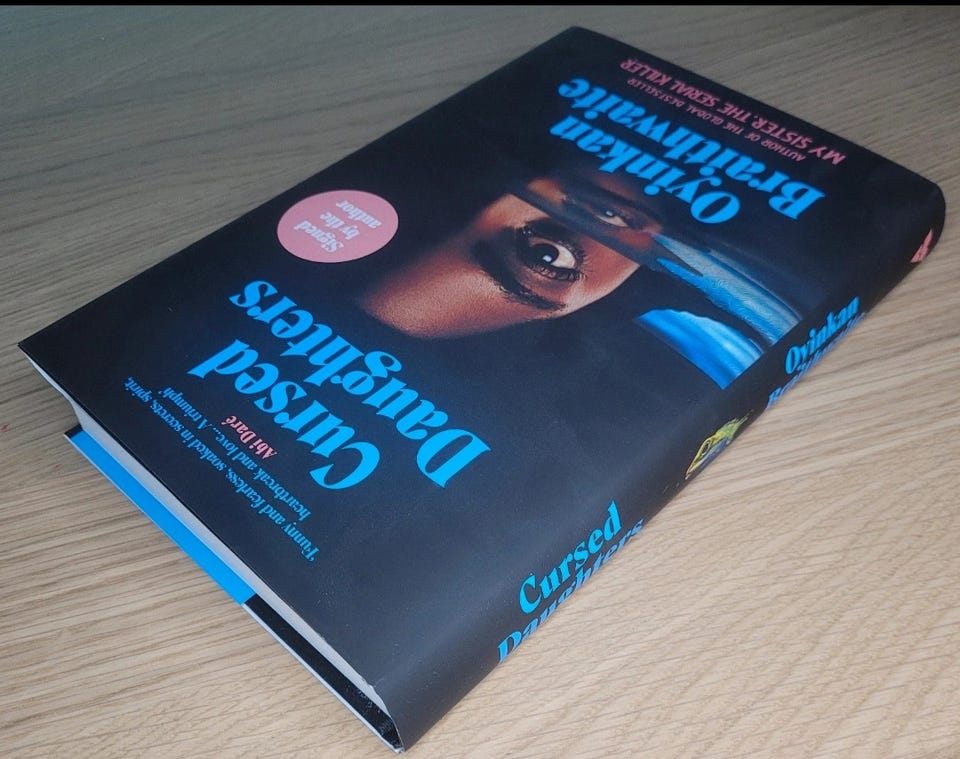 'Funny and fearless, soaked in secrets, spirit,
heartbreak and love... A triumph'
Abi Daré
Cursed
Daughters
Signed
by the
author
Oyinkan
Braithwaite
AUTHOR OF THE GLOBAL BESTSELLER
MY SISTER, THE SERIAL KILLER
Cursed
Daughters
Oyinkan
Braithwaite